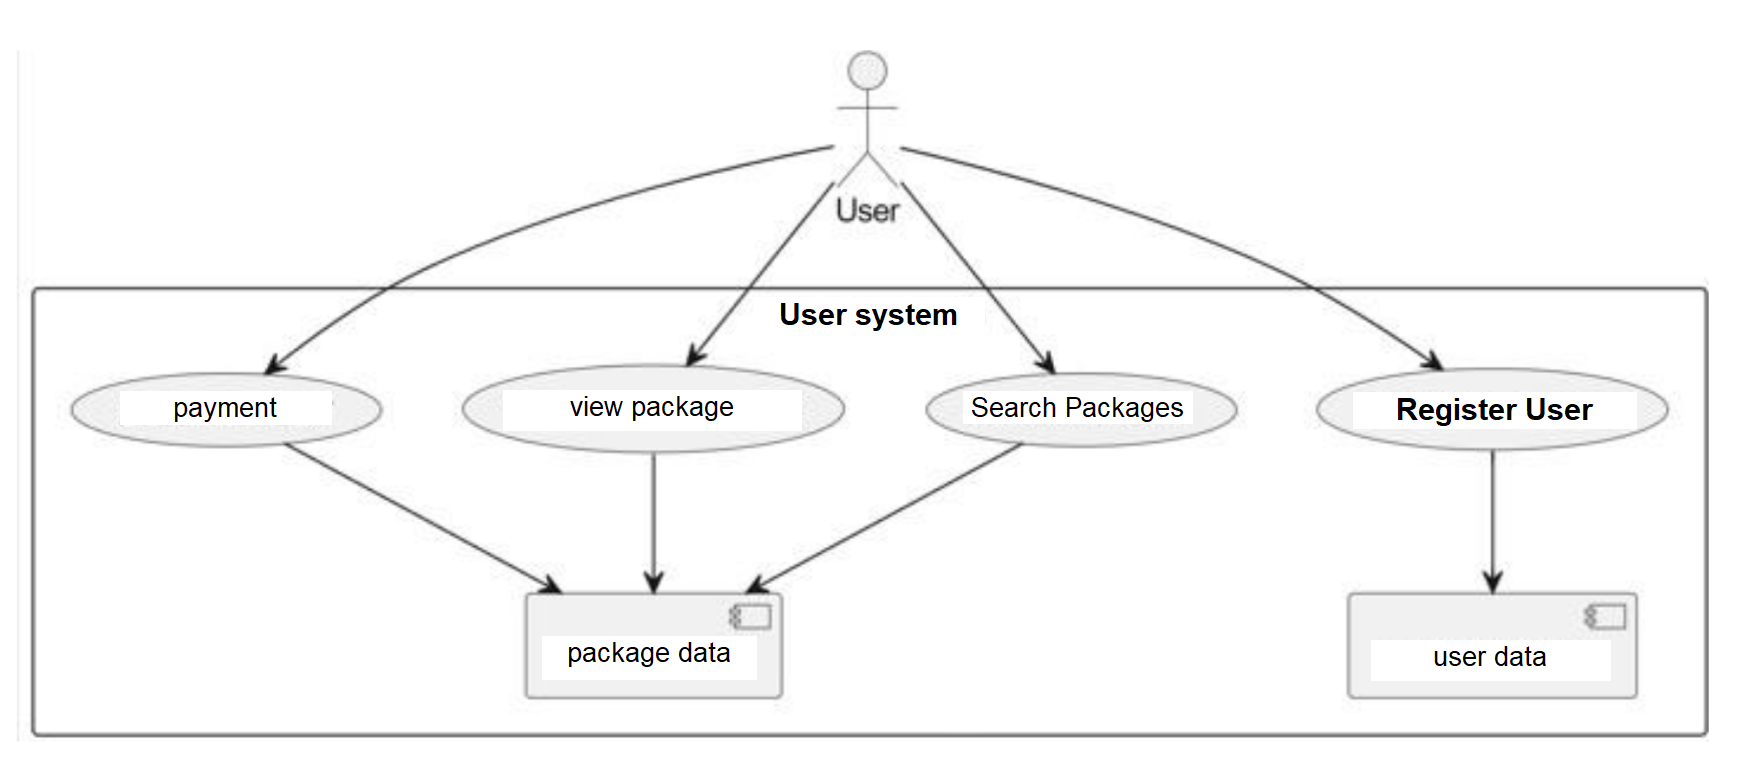 User
User system
payment
view package
Search Packages
Register User
package data
user data